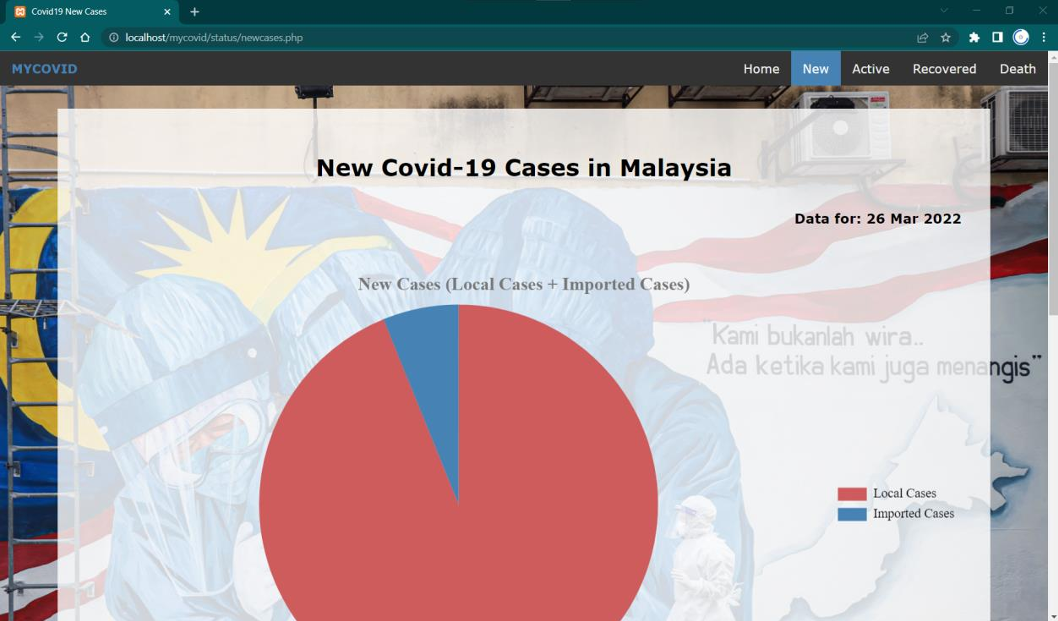 Covid19 New Cases
localhost/mycovid/status/newcases.php
MYCOVID
Home New Active Recovered Death
New Covid-19 Cases in Malaysia
Data for: 26 Mar 2022
New Cases (Local Cases + Imported Cases)
"Kami bukanlah wira..
Ada ketika kami juga menangis"
Local Cases
Imported Cases